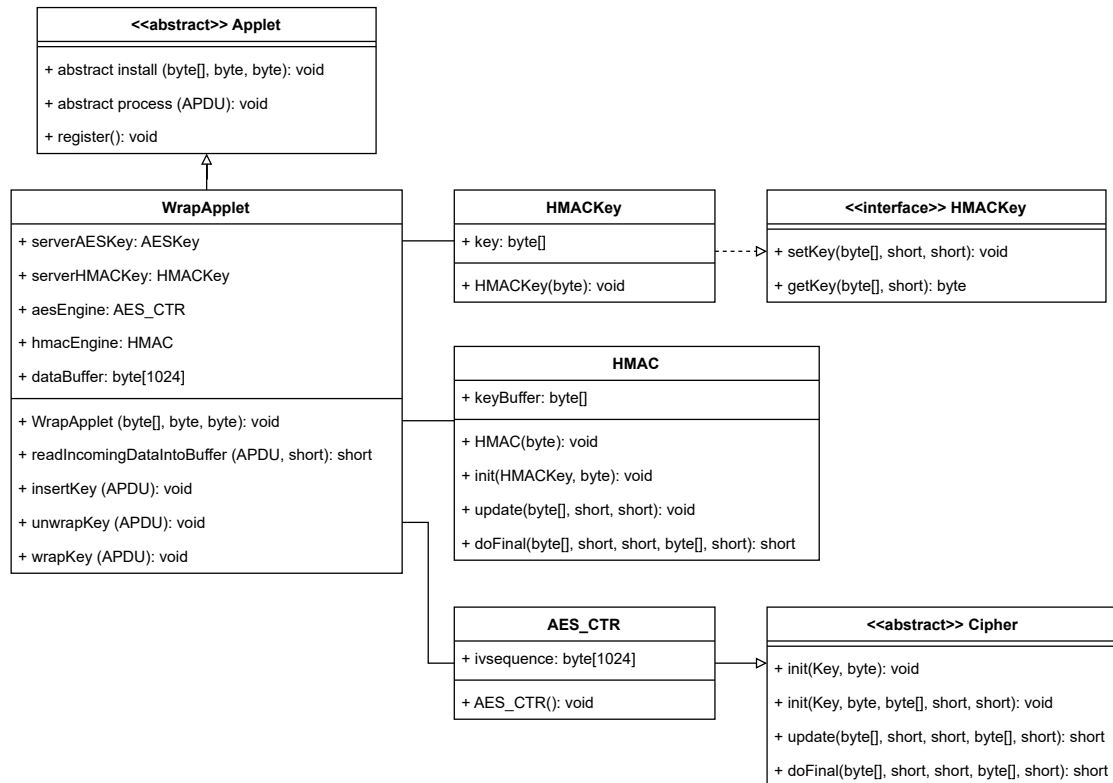 <<abstract>> Applet
+ abstract install (byte[], byte, byte): void
+ abstract process (APDU): void
+ register(): void
WrapApplet
+ serverAESKey: AESKey
+ serverHMACKey: HMACKey
+ aesEngine: AES_CTR
+ hmacEngine: HMAC
+ dataBuffer: byte[1024]
+ WrapApplet (byte[], byte, byte): void
+ readIncomingDataIntoBuffer (APDU, short): short
+ insertKey (APDU): void
+ unwrapKey (APDU): void
+ wrapKey (APDU): void
HMACKey
+ key: byte[]
+ HMACKey(byte): void
<<interface>> HMACKey
+ setKey(byte[], short, short): void
+ getKey(byte[], short): byte
HMAC
+ keyBuffer: byte[]
+ HMAC(byte): void
+ init(HMACKey, byte): void
+ update(byte[], short, short): void
+ doFinal(byte[], short, short, byte[], short): short
AES_CTR
+ ivsequence: byte[1024]
+ AES_CTR(): void
<<abstract>> Cipher
+ init(Key, byte): void
+ init(Key, byte, byte[], short, short): void
+ update(byte[], short, short, byte[], short): short
+ doFinal(byte[], short, short, byte[], short): short